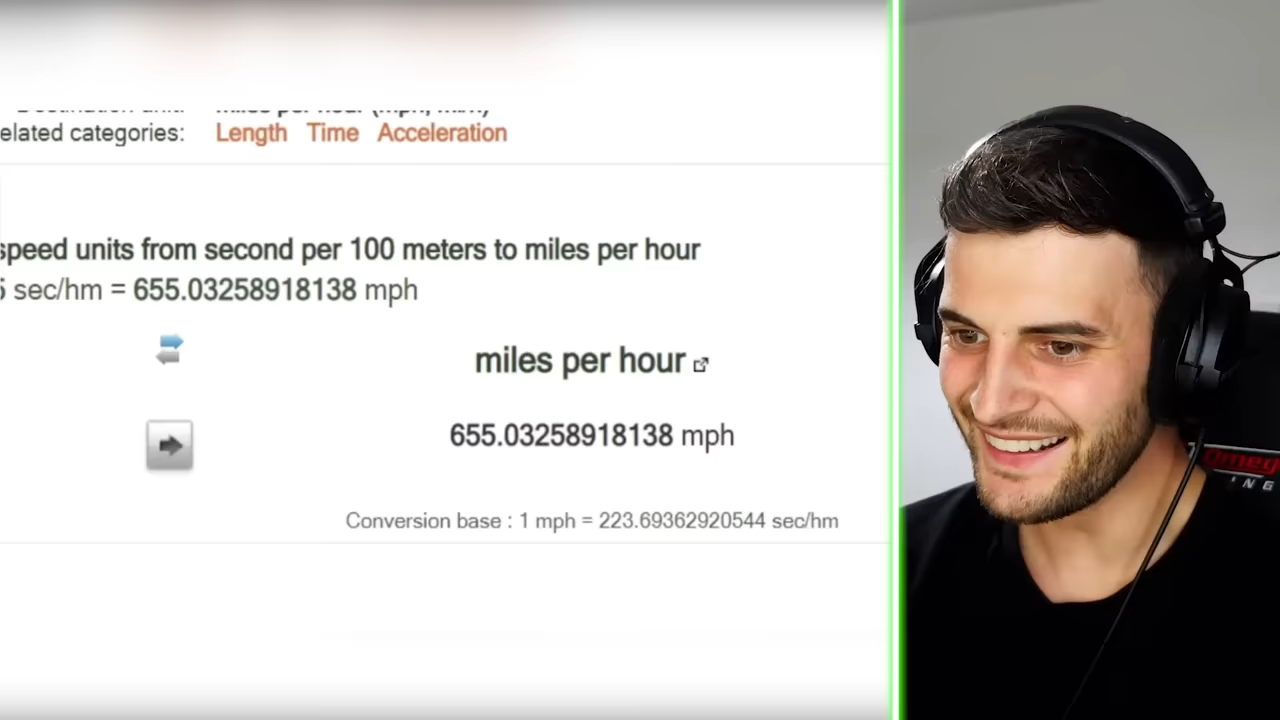 elated categories: Length Time Acceleration
speed units from second per 100 meters to miles per hour
sec/hm = 655.03258918138 mph
miles per hour
655.03258918138 mph
Conversion base : 1 mph = 223.69362920544 sec/hm